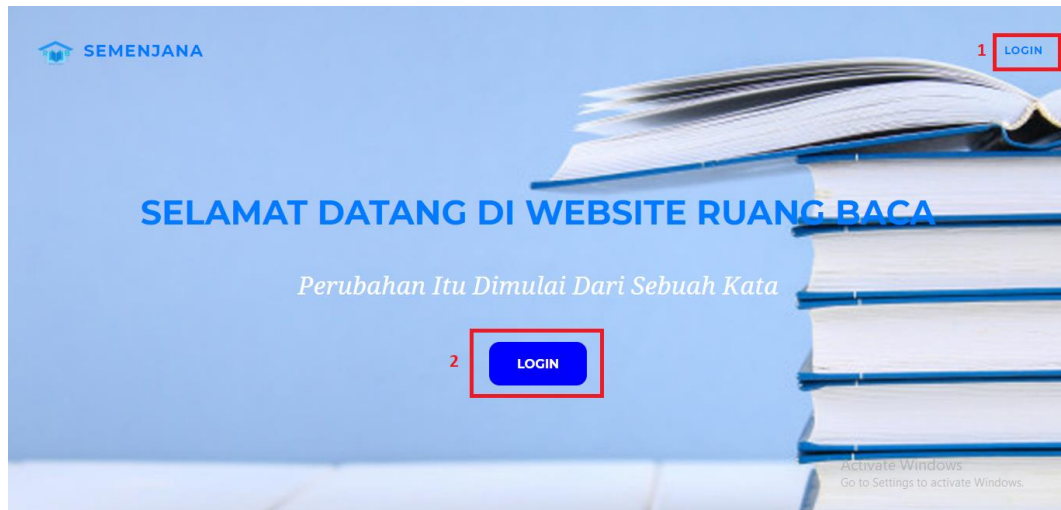 SEMENJANA
1 LOGIN
SELAMAT DATANG DI WEBSITE RUANG BACA
Perubahan Itu Dimulai Dari Sebuah Kata
2 LOGIN
Activate Windows
Go to Settings to activate Windows.